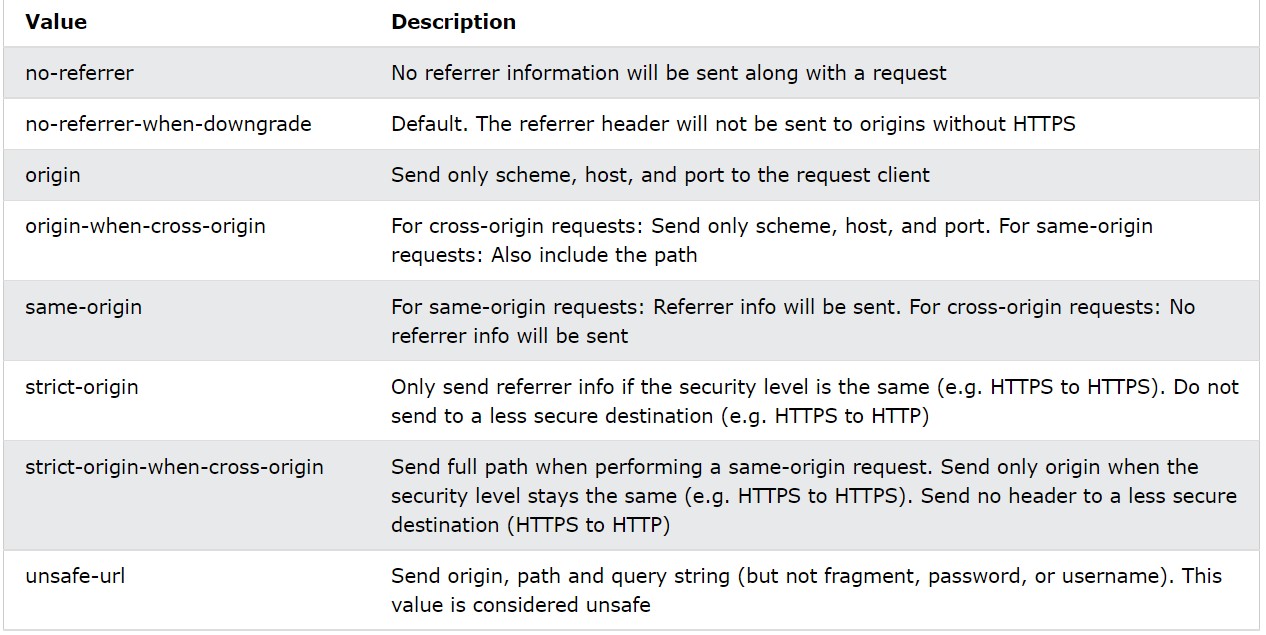 Value Description
no-referrer No referrer information will be sent along with a request
no-referrer-when-downgrade Default. The referrer header will not be sent to origins without HTTPS
origin Send only scheme, host, and port to the request client
origin-when-cross-origin For cross-origin requests: Send only scheme, host, and port. For same-origin
requests: Also include the path
same-origin For same-origin requests: Referrer info will be sent. For cross-origin requests: No
referrer info will be sent
strict-origin Only send referrer info if the security level is the same (e.g. HTTPS to HTTPS). Do not
send to a less secure destination (e.g. HTTPS to HTTP)
strict-origin-when-cross-origin Send full path when performing a same-origin request. Send only origin when the
security level stays the same (e.g. HTTPS to HTTPS). Send no header to a less secure
destination (HTTPS to HTTP)
unsafe-url Send origin, path and query string (but not fragment, password, or username). This
value is considered unsafe